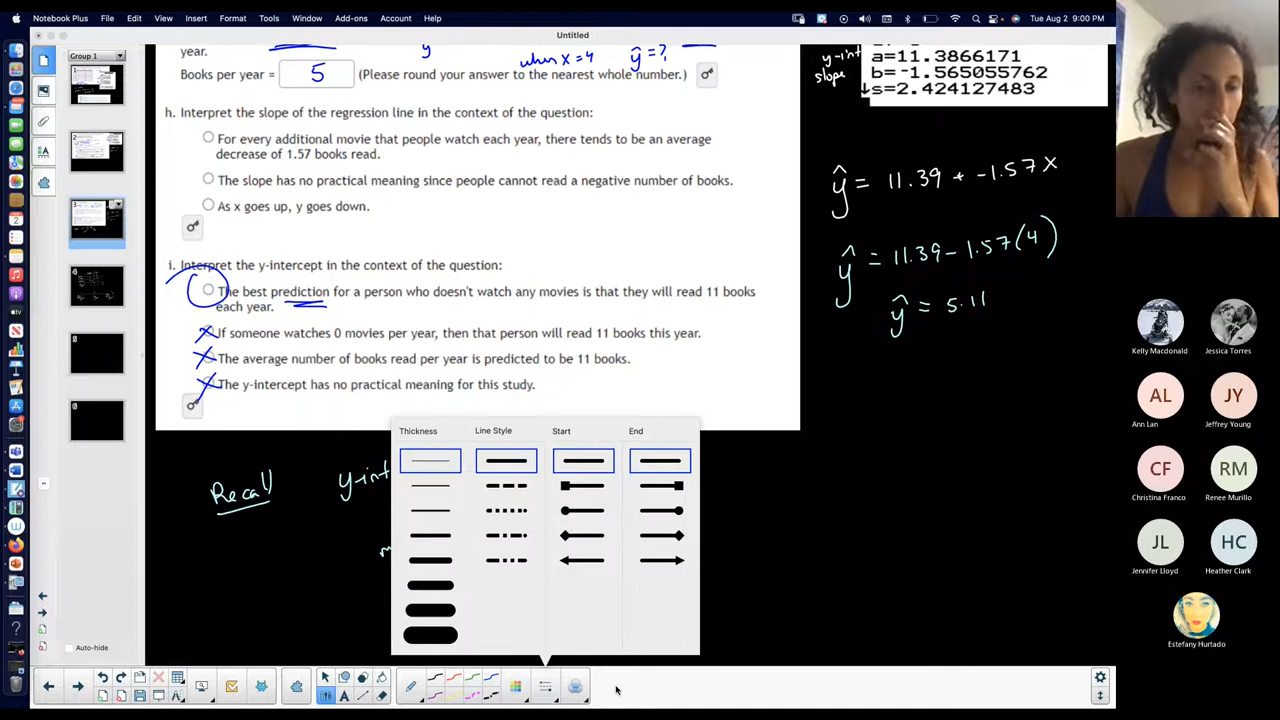 Notebook Plus File Edit View Insert Format Tools Window Add-ons Account Help
Tue Aug 2 9:00 PM
Untitled
Group 1
year.
y
when x = 4 ŷ = ?
Books per year = 5 (Please round your answer to the nearest whole number.)
h. Interpret the slope of the regression line in the context of the question:
For every additional movie that people watch each year, there tends to be an average
decrease of 1.57 books read.
The slope has no practical meaning since people cannot read a negative number of books.
As x goes up, y goes down.
i. Interpret the y-intercept in the context of the question:
The best prediction for a person who doesn't watch any movies is that they will read 11 books
each year.
If someone watches 0 movies per year, then that person will read 11 books this year.
The average number of books read per year is predicted to be 11 books.
The y-intercept has no practical meaning for this study.
y-int
slope
a=11.3866171
b=-1.565055762
↓s=2.424127483
ŷ = 11.39 + -1.57x
ŷ = 11.39 - 1.57(4)
ŷ = 5.11
Recall y-int
Thickness Line Style Start End
Auto-hide
Kelly Macdonald Jessica Torres
AL JY
Ann Lan Jeffrey Young
CF RM
Christina Franco Renee Murillo
JL HC
Jennifer Lloyd Heather Clark
Estefany Hurtado